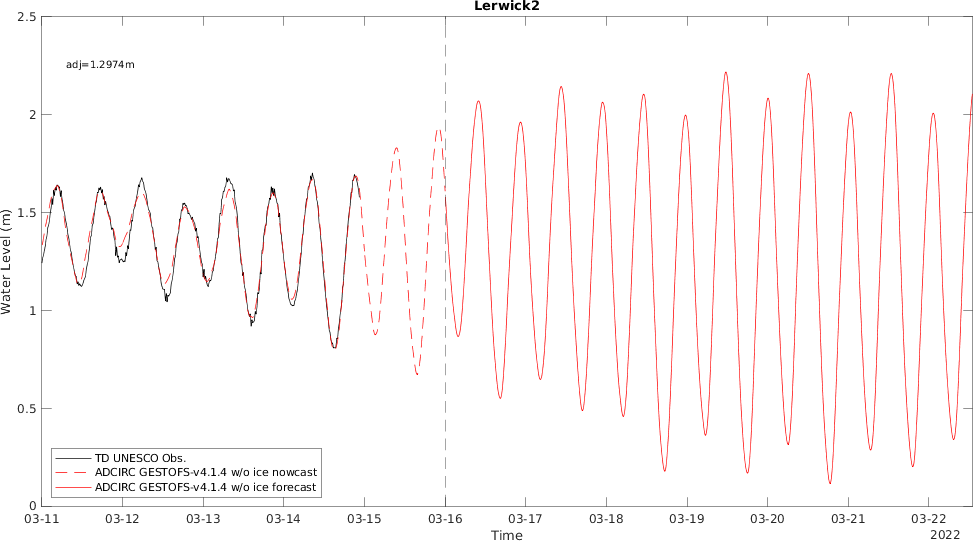 Lerwick2
adj=1.2974m
2.5
2
1.5
1
0.5
0
Water Level (m)
TD UNESCO Obs.
ADCIRC GESTOFS-v4.1.4 w/o ice nowcast
ADCIRC GESTOFS-v4.1.4 w/o ice forecast
03-11 03-12 03-13 03-14 03-15 03-16 03-17 03-18 03-19 03-20 03-21 03-22
2022
Time